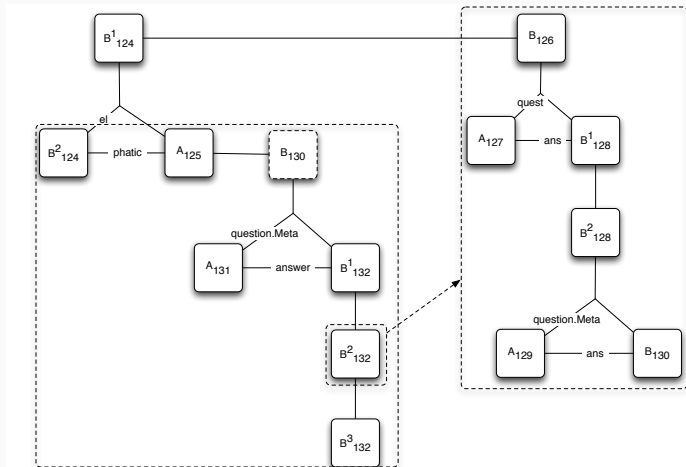 B¹₁₂₄
B₁₂₆
el
quest
B²₁₂₄
phatic
A₁₂₅
B₁₃₀
A₁₂₇
ans
B¹₁₂₈
question.Meta
A₁₃₁
answer
B¹₁₃₂
B²₁₂₈
question.Meta
B²₁₃₂
A₁₂₉
ans
B₁₃₀
B³₁₃₂